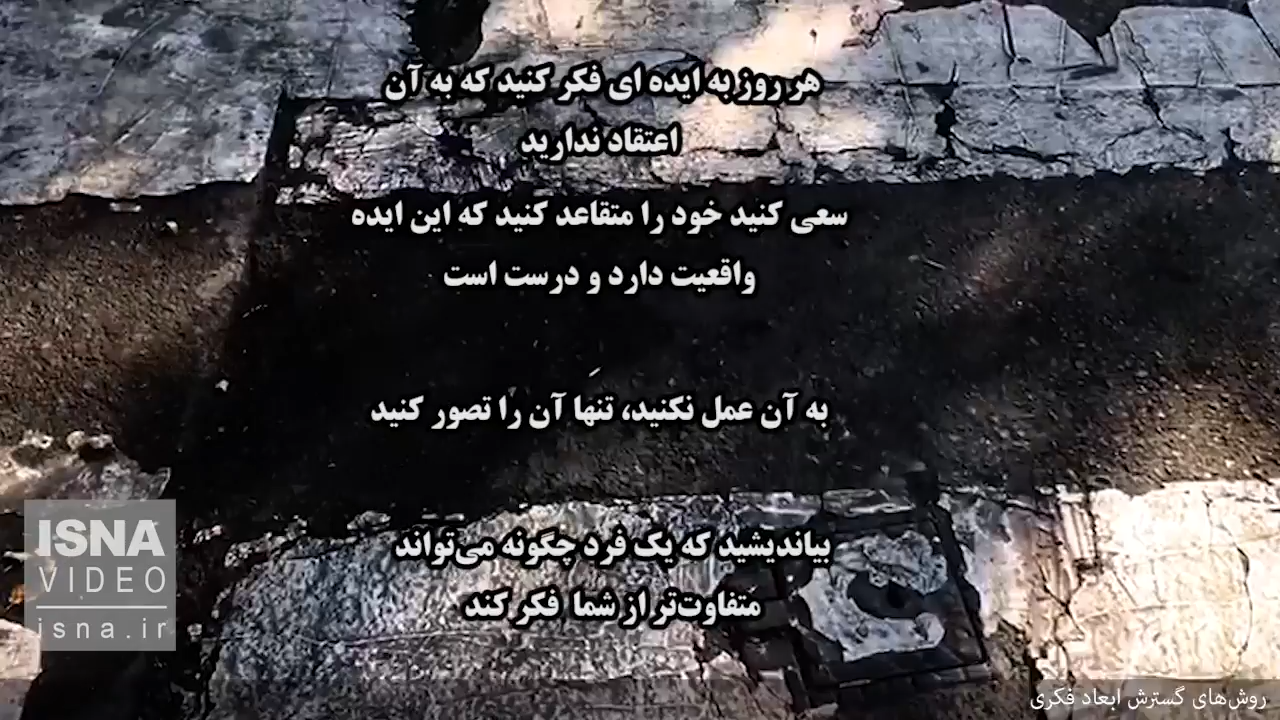 هر روز به ایده ای فکر کنید که به آن
اعتقاد ندارید
سعی کنید خود را متقاعد کنید که این ایده
واقعیت دارد و درست است
به آن عمل نکنید، تنها آن را تصور کنید
بیاندیشید که یک فرد چگونه می‌تواند
متفاوت‌تر از شما فکر کند
ISNA
VIDEO
isna.ir
روش‌های گسترش ابعاد فکری